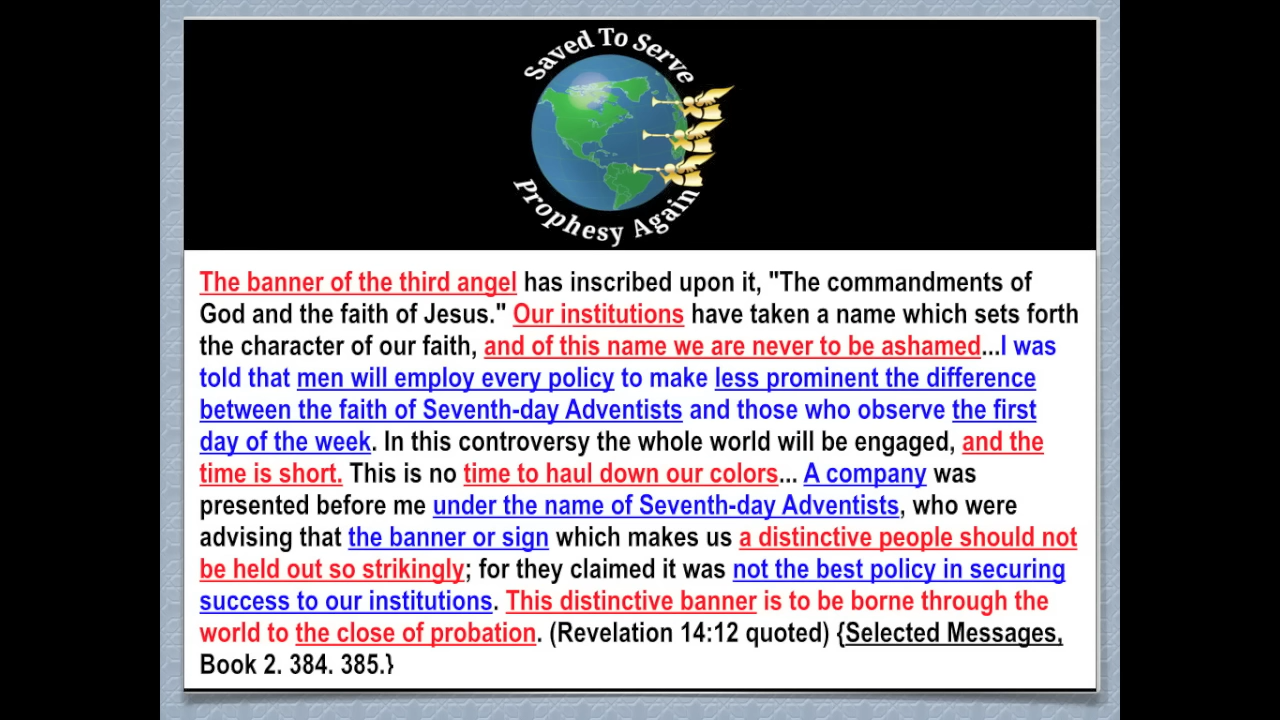 Saved To Serve
Prophesy Again
The banner of the third angel has inscribed upon it, "The commandments of
God and the faith of Jesus." Our institutions have taken a name which sets forth
the character of our faith, and of this name we are never to be ashamed...I was
told that men will employ every policy to make less prominent the difference
between the faith of Seventh-day Adventists and those who observe the first
day of the week. In this controversy the whole world will be engaged, and the
time is short. This is no time to haul down our colors... A company was
presented before me under the name of Seventh-day Adventists, who were
advising that the banner or sign which makes us a distinctive people should not
be held out so strikingly; for they claimed it was not the best policy in securing
success to our institutions. This distinctive banner is to be borne through the
world to the close of probation. (Revelation 14:12 quoted) {Selected Messages,
Book 2. 384. 385.}